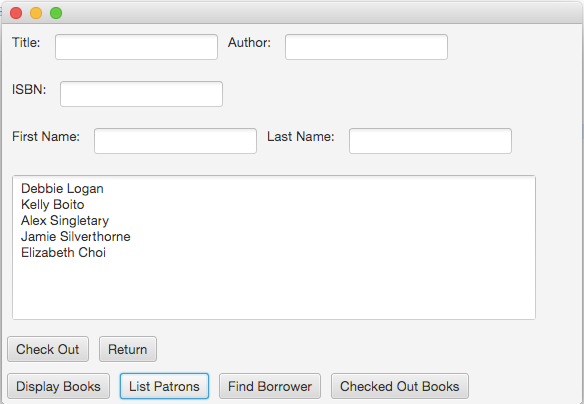 Title: Author:
ISBN:
First Name: Last Name:
Debbie Logan
Kelly Boito
Alex Singletary
Jamie Silverthorne
Elizabeth Choi
Check Out Return
Display Books List Patrons Find Borrower Checked Out Books